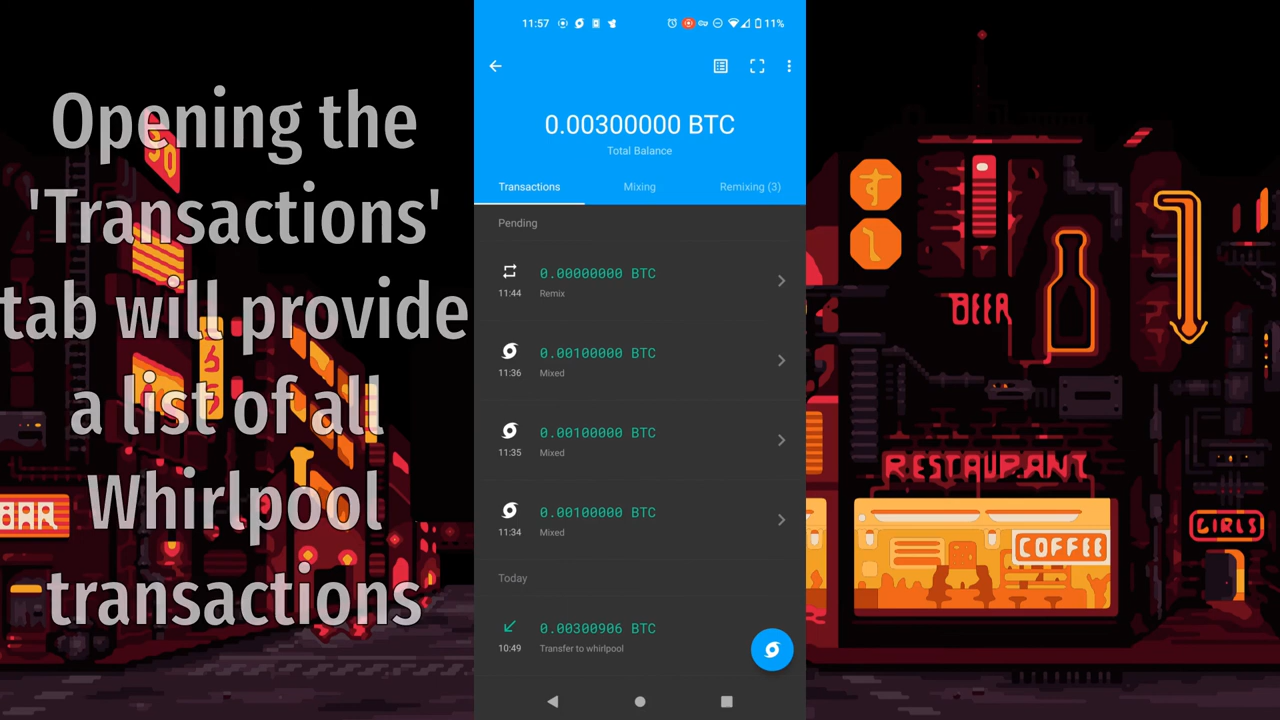 Opening the
'Transactions'
tab will provide
a list of all
Whirlpool
transactions
11:57
11%
0.00300000 BTC
Total Balance
Transactions
Mixing
Remixing (3)
Pending
0.00000000 BTC
11:44
Remix
0.00100000 BTC
11:36
Mixed
0.00100000 BTC
11:35
Mixed
0.00100000 BTC
11:34
Mixed
Today
0.00300906 BTC
10:49
Transfer to whirlpool
BAR
BEER
RESTAURANT
COFFEE
GIRLS